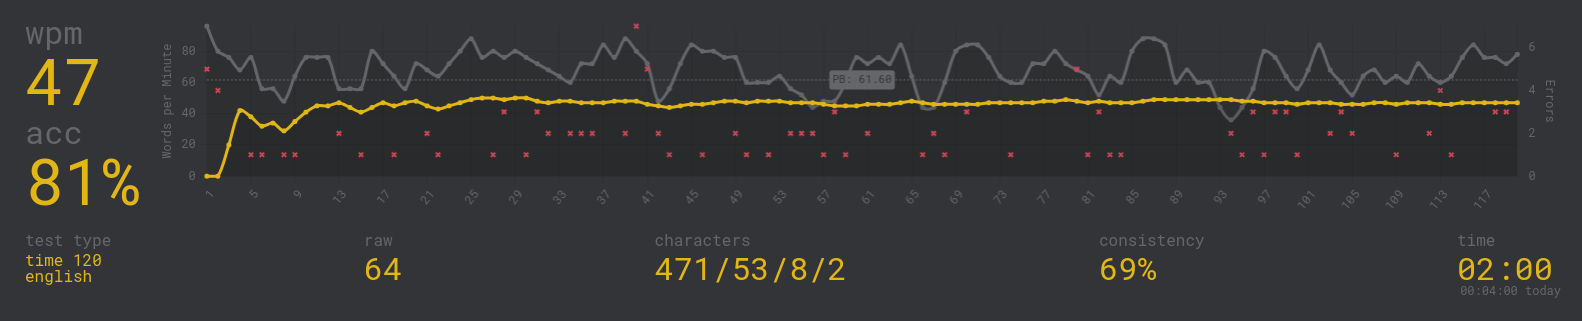 wpm
47
acc
81%
Words per Minute
80
60
40
20
0
PB: 61.60
6
4
2
0
Errors
1 5 9 13 17 21 25 29 33 37 41 45 49 53 57 61 65 69 73 77 81 85 89 93 97 101 105 109 113 117
test type
time 120
english
raw
64
characters
471/53/8/2
consistency
69%
time
02:00
00:04:00 today